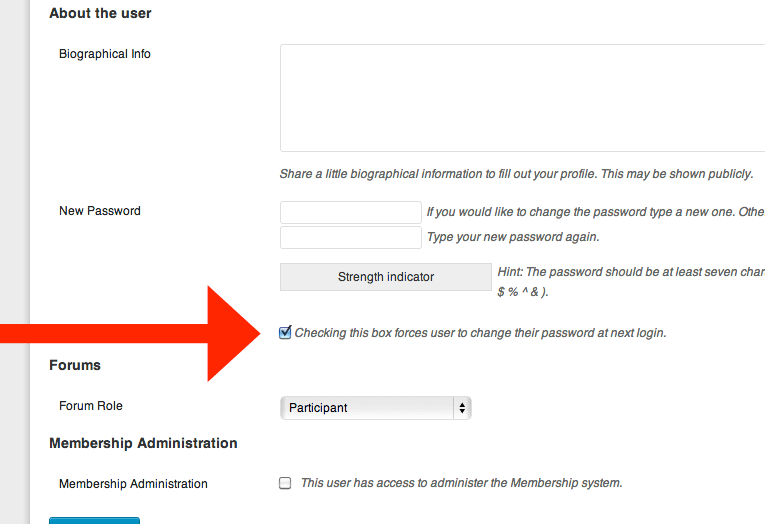 About the user
Biographical Info
Share a little biographical information to fill out your profile. This may be shown publicly.
New Password
If you would like to change the password type a new one. Othe
Type your new password again.
Strength indicator
Hint: The password should be at least seven char
$ % ^ & ).
Checking this box forces user to change their password at next login.
Forums
Forum Role
Participant
Membership Administration
Membership Administration
This user has access to administer the Membership system.